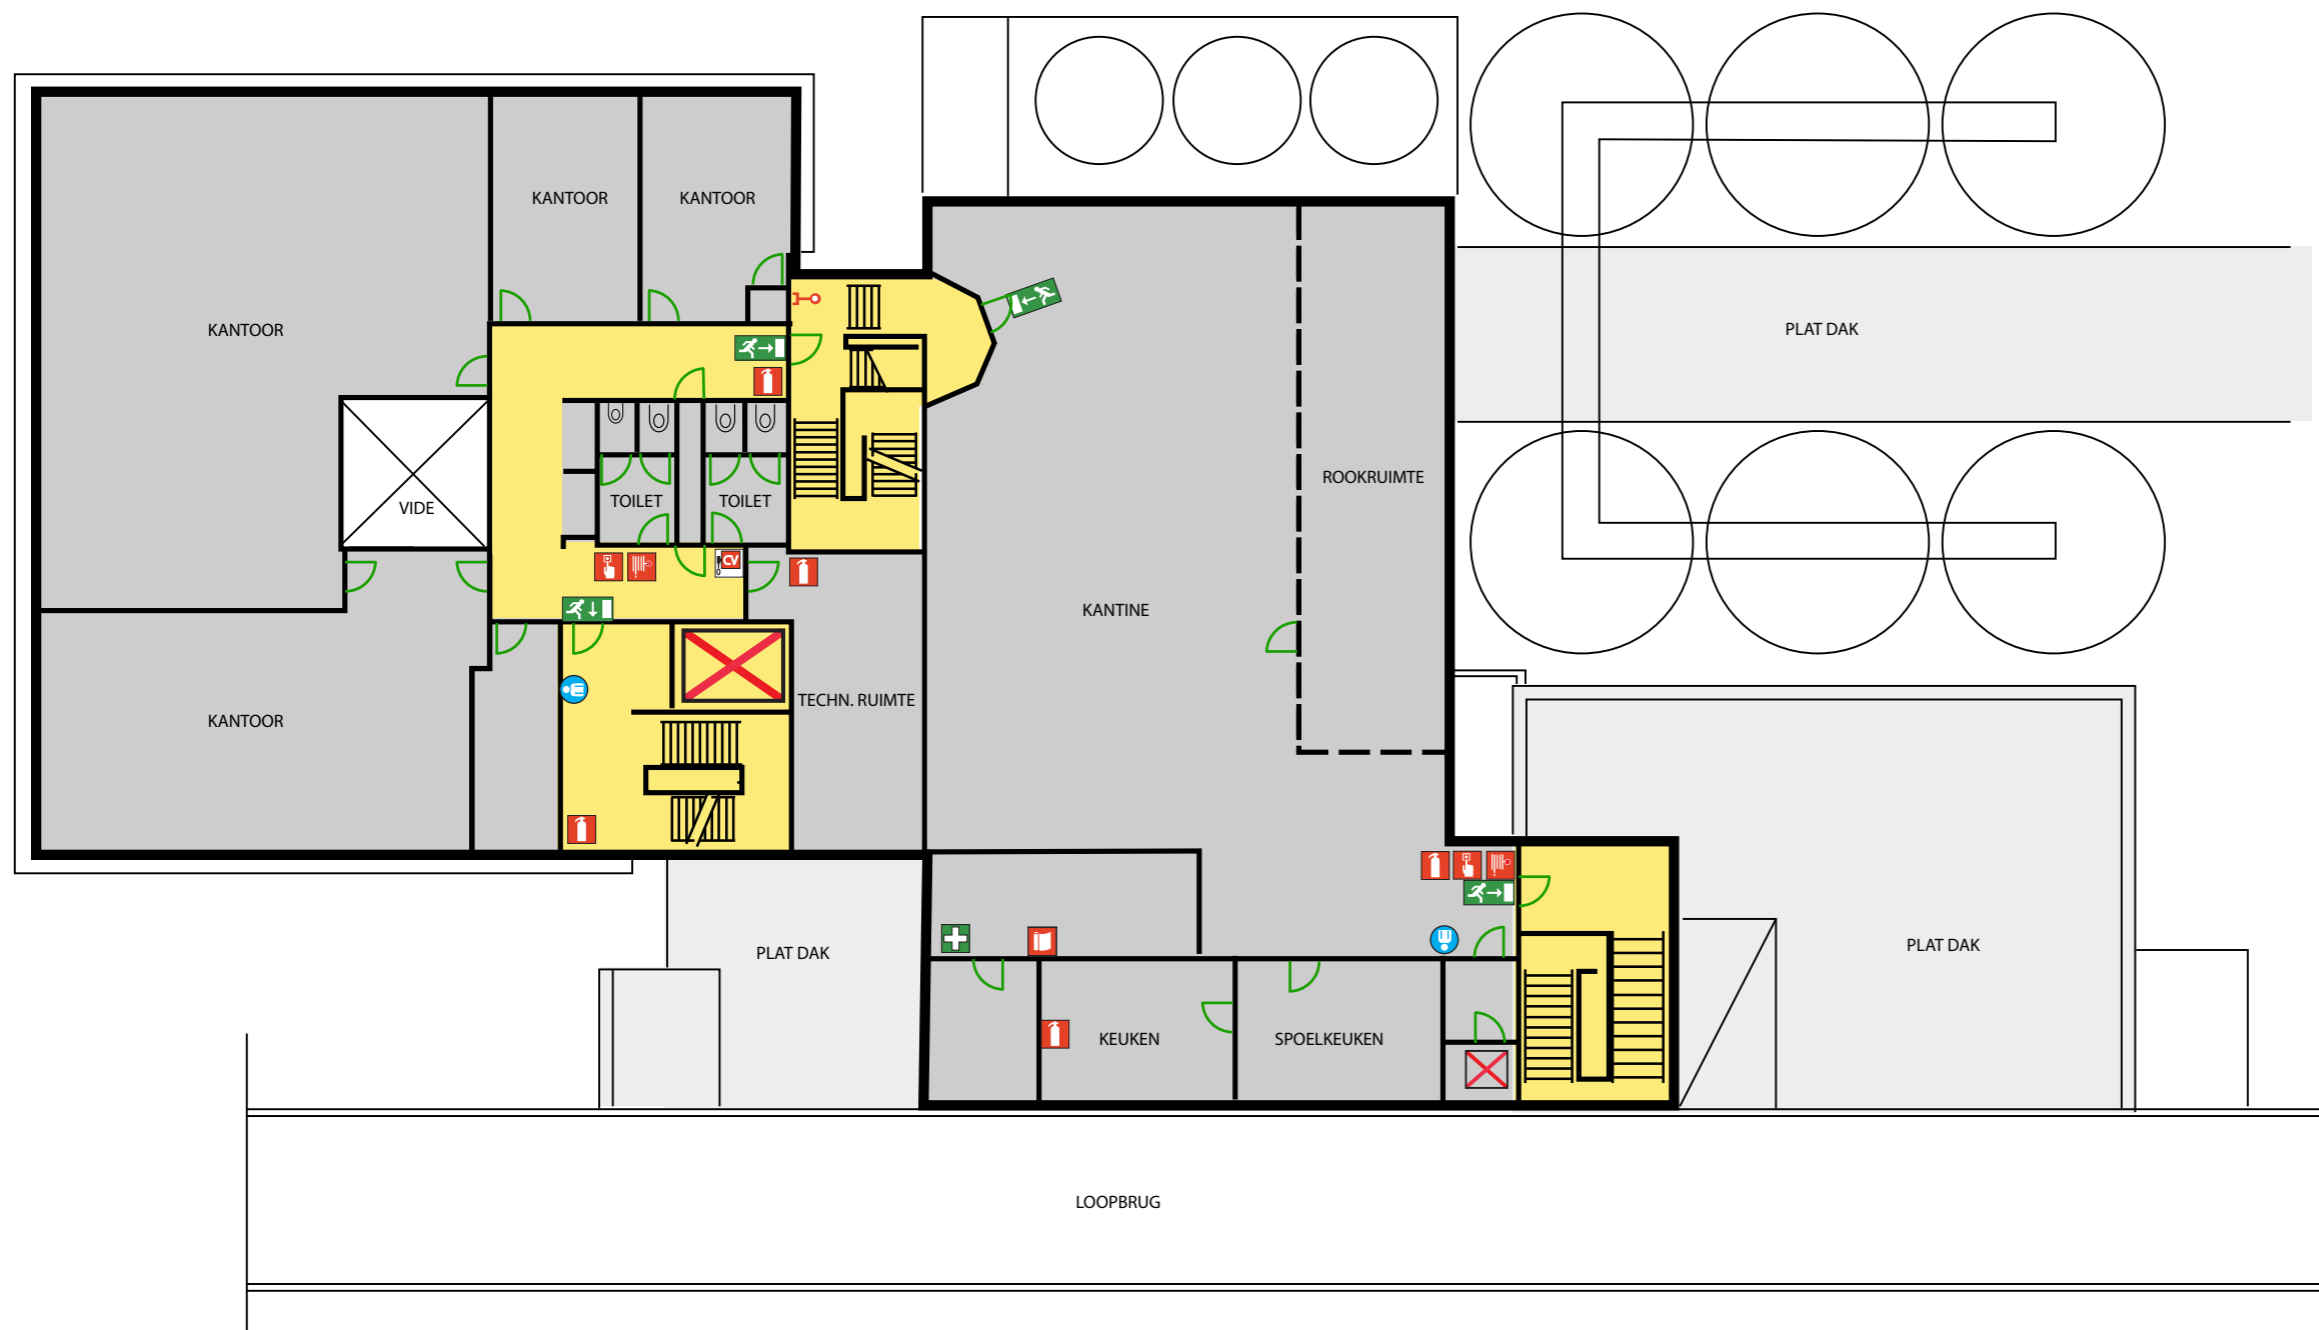 KANTOOR
KANTOOR
KANTOOR
PLAT DAK
ROOKRUIMTE
VIDE
TOILET
TOILET
CV
KANTINE
TECHN. RUIMTE
KANTOOR
PLAT DAK
PLAT DAK
KEUKEN
SPOELKEUKEN
LOOPBRUG